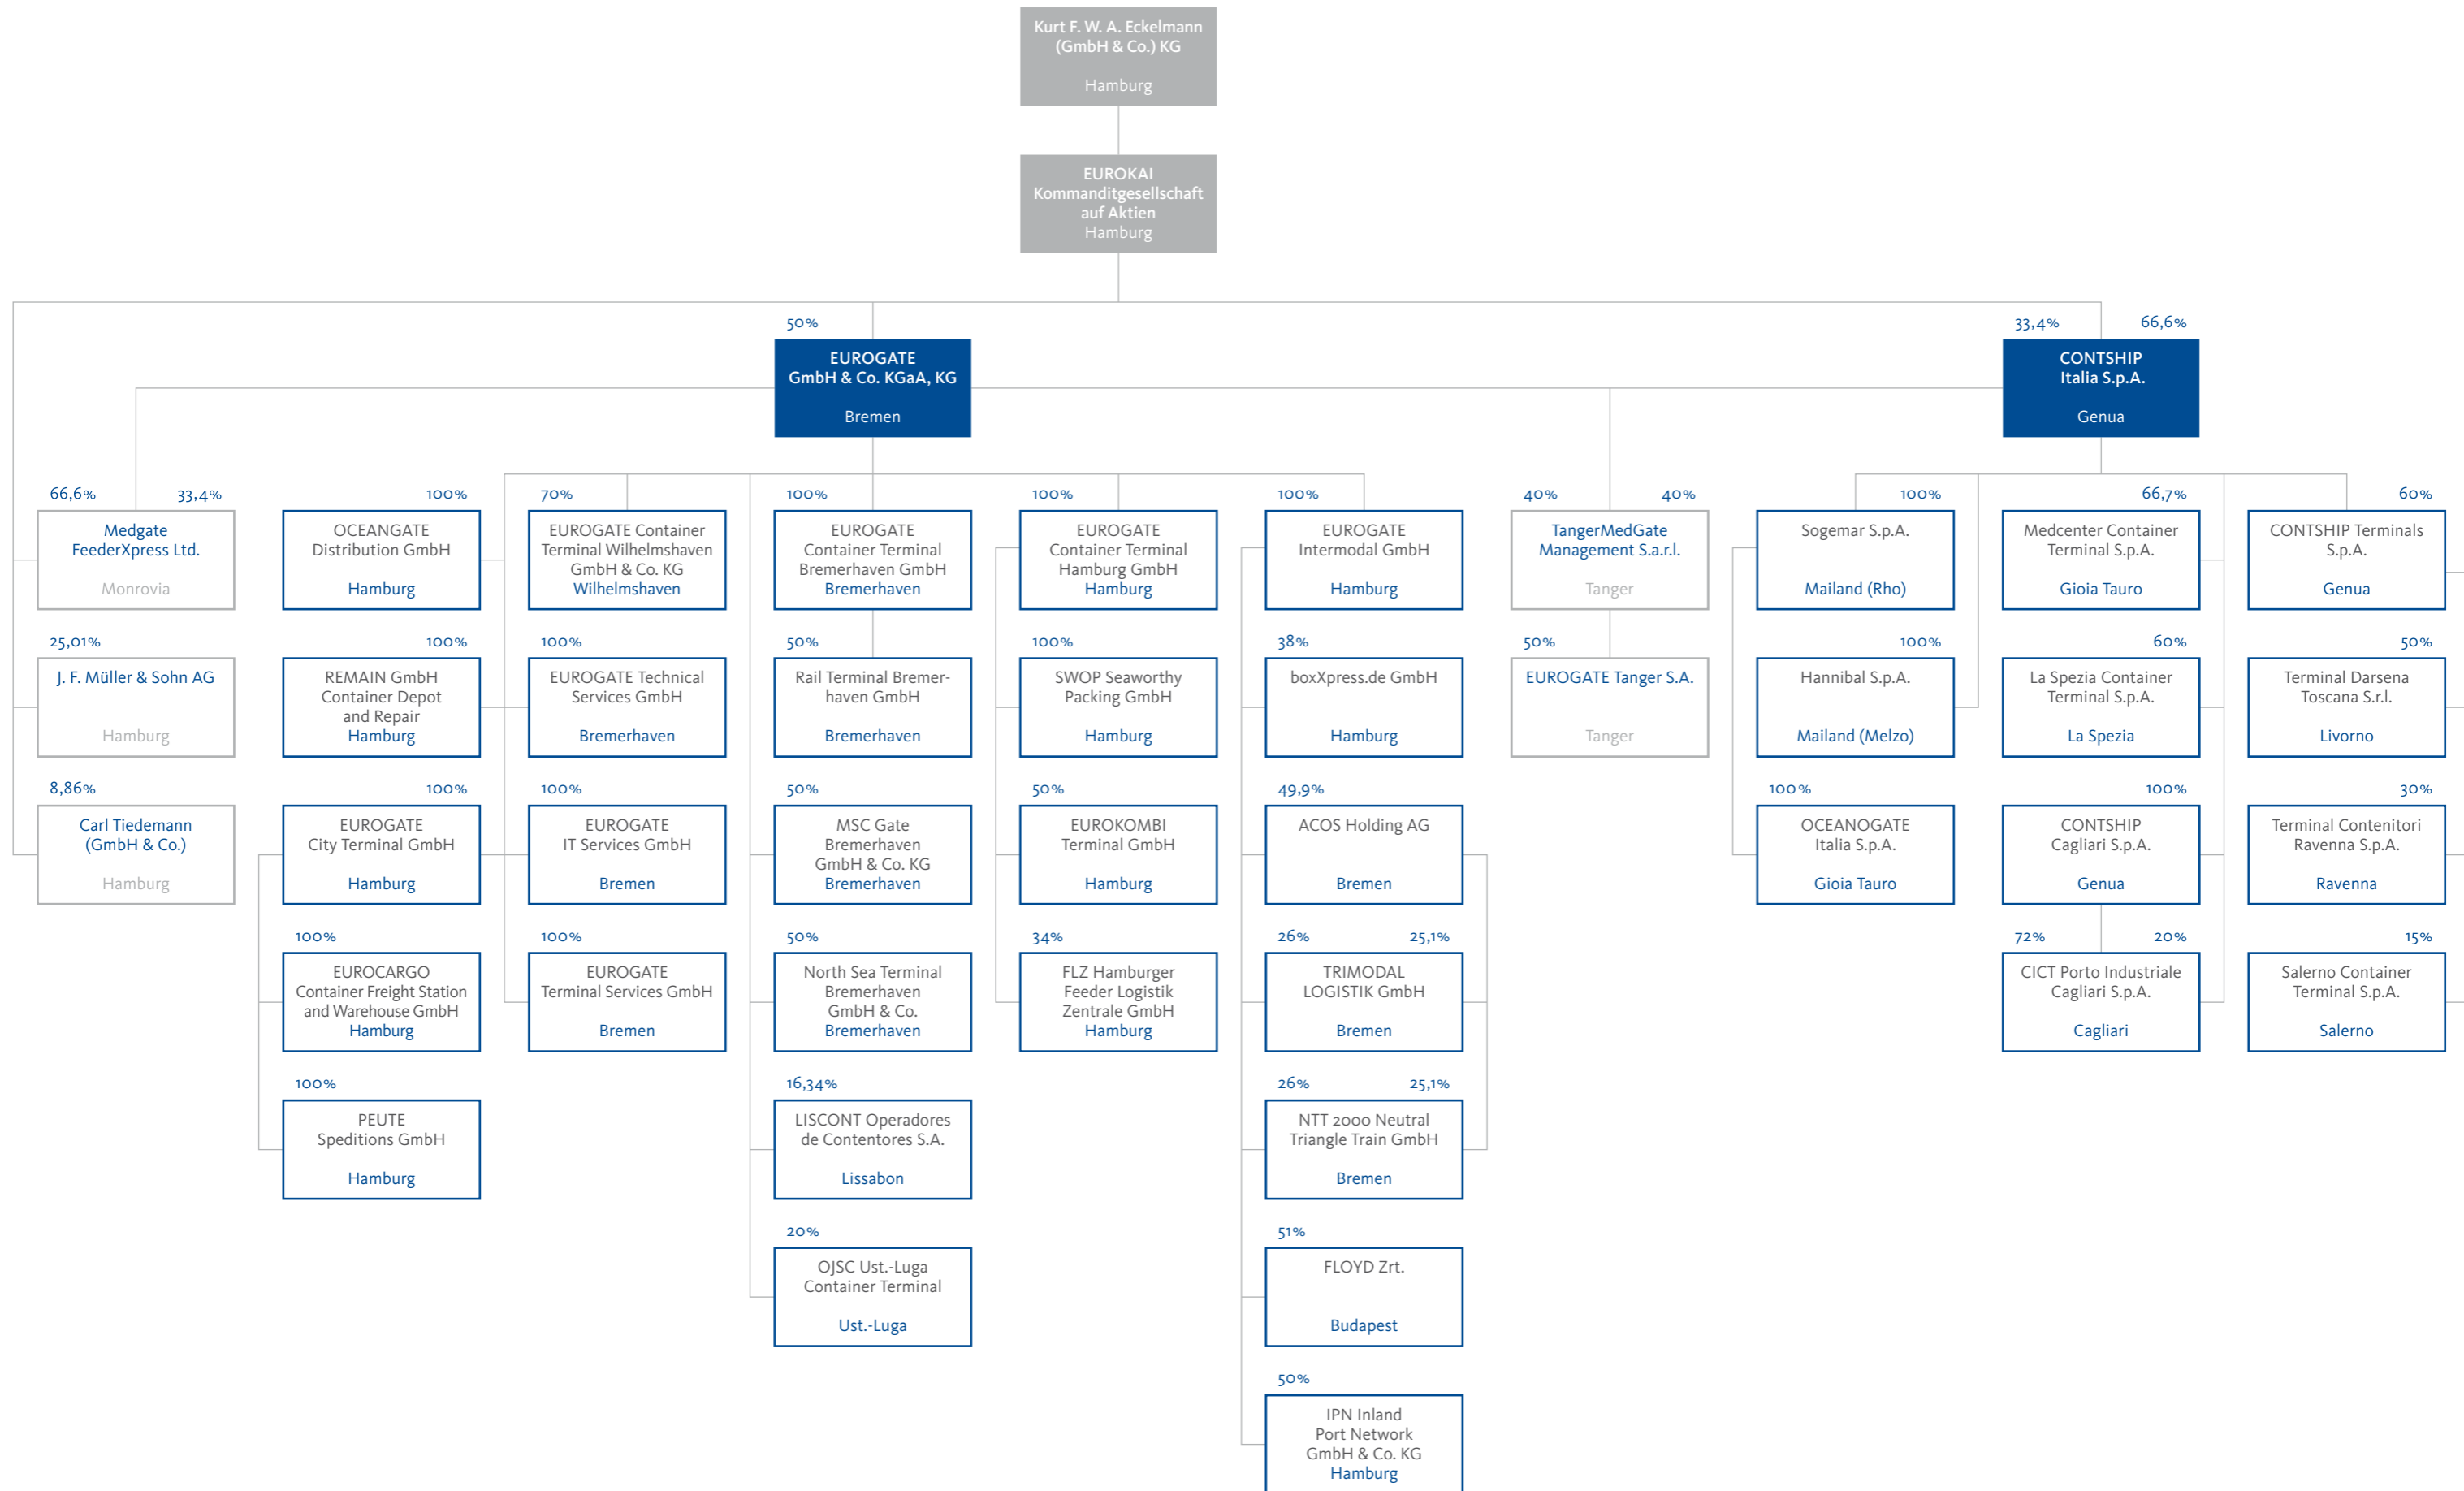 Kurt F. W. A. Eckelmann
(GmbH & Co.) KG
Hamburg
EUROKAI
Kommanditgesellschaft
auf Aktien
Hamburg
50%
EUROGATE
GmbH & Co. KGaA, KG
Bremen
33,4%
66,6%
CONTSHIP
Italia S.p.A.
Genua
66,6%
33,4%
Medgate
FeederXpress Ltd.
Monrovia
25,01%
J. F. Müller & Sohn AG
Hamburg
8,86%
Carl Tiedemann
(GmbH & Co.)
Hamburg
100%
OCEANGATE
Distribution GmbH
Hamburg
100%
REMAIN GmbH
Container Depot
and Repair
Hamburg
100%
EUROGATE
City Terminal GmbH
Hamburg
100%
EUROCARGO
Container Freight Station
and Warehouse GmbH
Hamburg
100%
PEUTE
Speditions GmbH
Hamburg
70%
EUROGATE Container
Terminal Wilhelmshaven
GmbH & Co. KG
Wilhelmshaven
100%
EUROGATE Technical
Services GmbH
Bremerhaven
100%
EUROGATE
IT Services GmbH
Bremen
100%
EUROGATE
Terminal Services GmbH
Bremen
100%
EUROGATE
Container Terminal
Bremerhaven GmbH
Bremerhaven
50%
Rail Terminal Bremer-
haven GmbH
Bremerhaven
50%
MSC Gate
Bremerhaven
GmbH & Co. KG
Bremerhaven
50%
North Sea Terminal
Bremerhaven
GmbH & Co.
Bremerhaven
16,34%
LISCONT Operadores
de Contentores S.A.
Lissabon
20%
OJSC Ust.-Luga
Container Terminal
Ust.-Luga
100%
EUROGATE
Container Terminal
Hamburg GmbH
Hamburg
100%
SWOP Seaworthy
Packing GmbH
Hamburg
50%
EUROKOMBI
Terminal GmbH
Hamburg
34%
FLZ Hamburger
Feeder Logistik
Zentrale GmbH
Hamburg
100%
EUROGATE
Intermodal GmbH
Hamburg
38%
boxXpress.de GmbH
Hamburg
49,9%
ACOS Holding AG
Bremen
26%
25,1%
TRIMODAL
LOGISTIK GmbH
Bremen
26%
25,1%
NTT 2000 Neutral
Triangle Train GmbH
Bremen
51%
FLOYD Zrt.
Budapest
50%
IPN Inland
Port Network
GmbH & Co. KG
Hamburg
40%
40%
TangerMedGate
Management S.a.r.l.
Tanger
50%
EUROGATE Tanger S.A.
Tanger
100%
Sogemar S.p.A.
Mailand (Rho)
100%
Hannibal S.p.A.
Mailand (Melzo)
100%
OCEANOGATE
Italia S.p.A.
Gioia Tauro
66,7%
Medcenter Container
Terminal S.p.A.
Gioia Tauro
60%
La Spezia Container
Terminal S.p.A.
La Spezia
100%
CONTSHIP
Cagliari S.p.A.
Genua
72%
20%
CICT Porto Industriale
Cagliari S.p.A.
Cagliari
60%
CONTSHIP Terminals
S.p.A.
Genua
50%
Terminal Darsena
Toscana S.r.l.
Livorno
30%
Terminal Contenitori
Ravenna S.p.A.
Ravenna
15%
Salerno Container
Terminal S.p.A.
Salerno